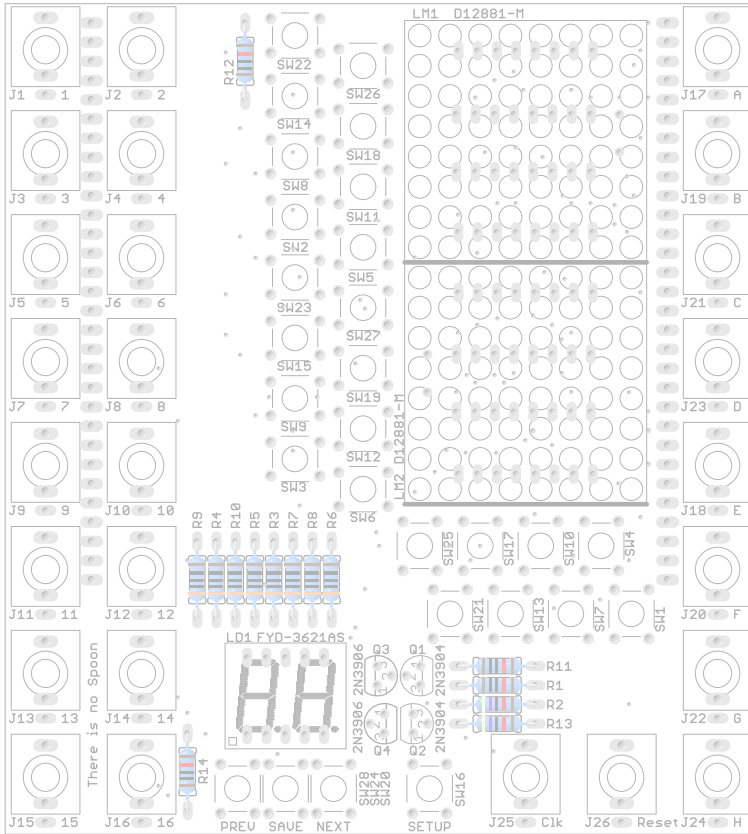 LM1 D12881-M
R12
SW22
SW26
J1 1 J2 2
J17 A
SW14
SW18
SW8
J3 3 J4 4
J19 B
SW11
SW2
SW5
J5 5 J6 6
SW23
J21 C
SW27
SW15
SW19
J7 7 J8 8
J23 D
SW9
SW12
LM2 D12881-M
SW3
SW6
J9 9 J10 10
J18 E
R9 R4 R10 R5 R3 R7 R8 R6
SW25 SW17 SW10 SW4
J11 11 J12 12
J20 F
SW21 SW13 SW7 SW1
LD1 FYD-3621AS
Q3 Q1
2N3906 2N3904
R11
R1
R2
R13
J13 13 J14 14
J22 G
There is no Spoon
2N3906 2N3904
Q4 Q2
R14
SW28
SW24
SW20
SW16
J15 15 J16 16
PREV SAVE NEXT SETUP
J25 Clk J26 Reset J24 H